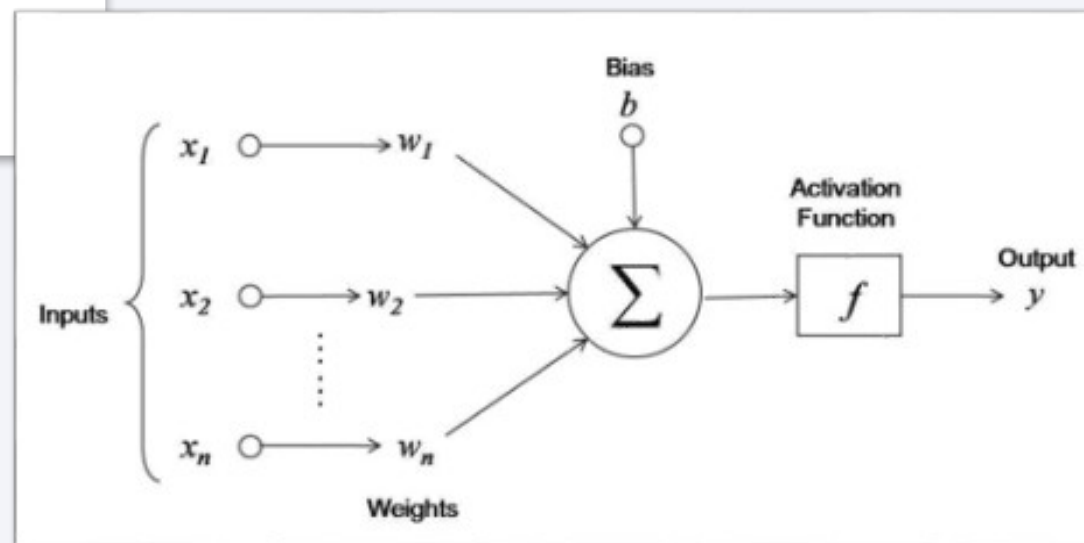 Bias
b
x₁ w₁
Activation
Function
Output
Inputs
x₂ w₂
Σ
f
y
xₙ wₙ
Weights